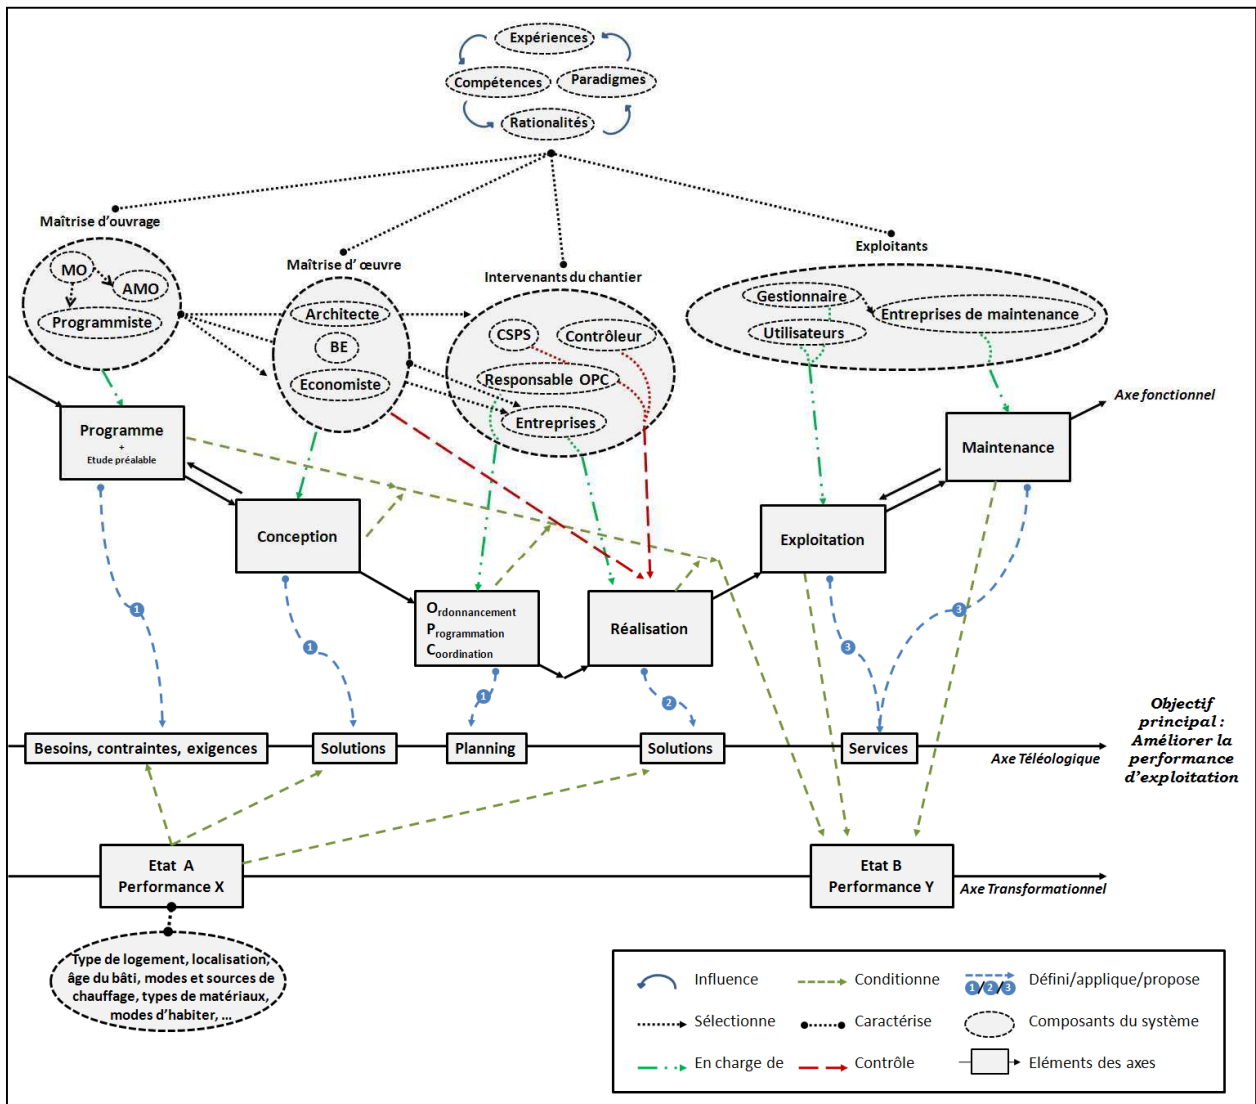 Expériences
Compétences
Paradigmes
Rationalités
Maîtrise d'ouvrage
MO
AMO
Programmiste
Maîtrise d' œuvre
Architecte
BE
Economiste
Intervenants du chantier
CSPS
Contrôleur
Responsable OPC
Entreprises
Exploitants
Gestionnaire
Utilisateurs
Entreprises de maintenance
Axe fonctionnel
Programme
+
Etude préalable
Conception
Ordonnancement
Programmation
Coordination
Réalisation
Exploitation
Maintenance
1
1
1
2
3
3
Besoins, contraintes, exigences
Solutions
Planning
Solutions
Services
Axe Téléologique
Objectif
principal :
Améliorer la
performance
d'exploitation
Etat A
Performance X
Etat B
Performance Y
Axe Transformationnel
Type de logement, localisation,
âge du bâti, modes et sources de
chauffage, types de matériaux,
modes d'habiter, ...
Influence
Conditionne
1/2/3
Défini/applique/propose
Sélectionne
Caractérise
Composants du système
En charge de
Contrôle
Eléments des axes